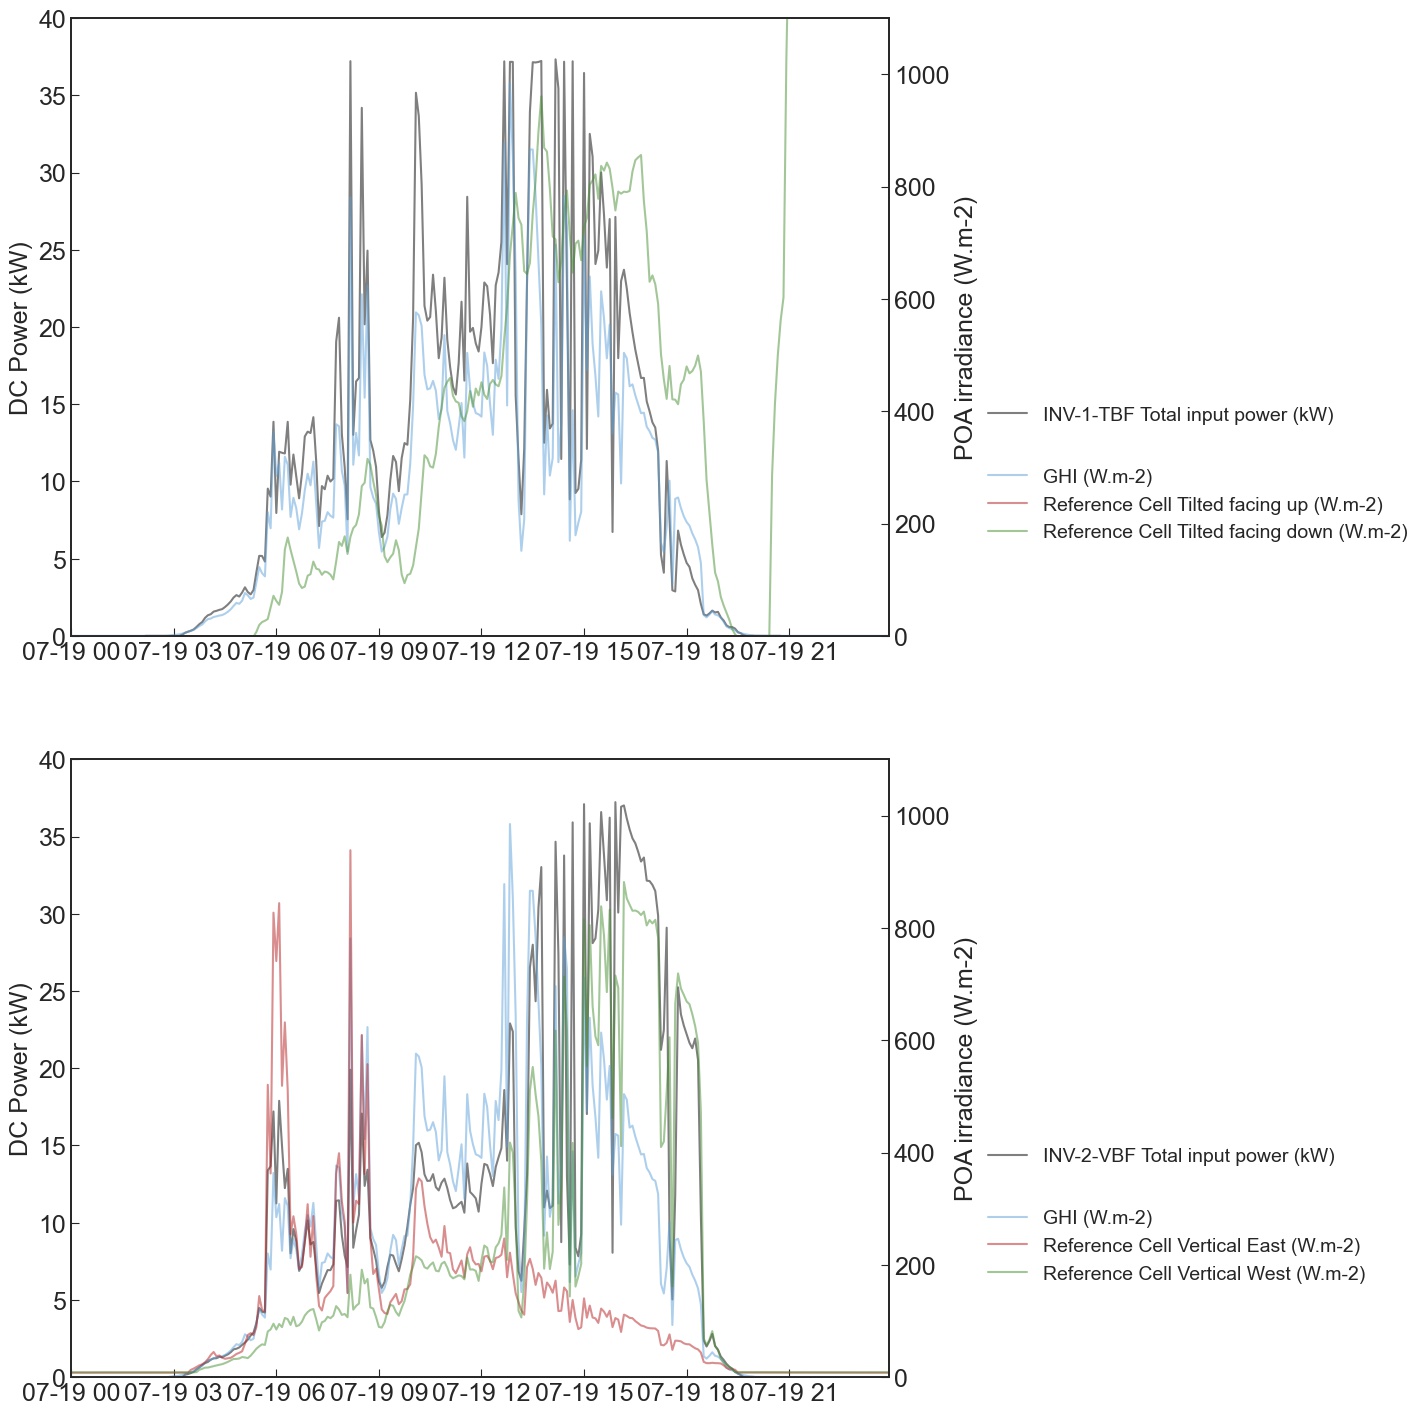 40
35
30
25
20
15
10
5
0
DC Power (kW)
1000
800
600
400
200
0
POA irradiance (W.m-2)
07-19 00 07-19 03 07-19 06 07-19 09 07-19 12 07-19 15 07-19 18 07-19 21
INV-1-TBF Total input power (kW)
GHI (W.m-2)
Reference Cell Tilted facing up (W.m-2)
Reference Cell Tilted facing down (W.m-2)
40
35
30
25
20
15
10
5
0
DC Power (kW)
1000
800
600
400
200
0
POA irradiance (W.m-2)
07-19 00 07-19 03 07-19 06 07-19 09 07-19 12 07-19 15 07-19 18 07-19 21
INV-2-VBF Total input power (kW)
GHI (W.m-2)
Reference Cell Vertical East (W.m-2)
Reference Cell Vertical West (W.m-2)